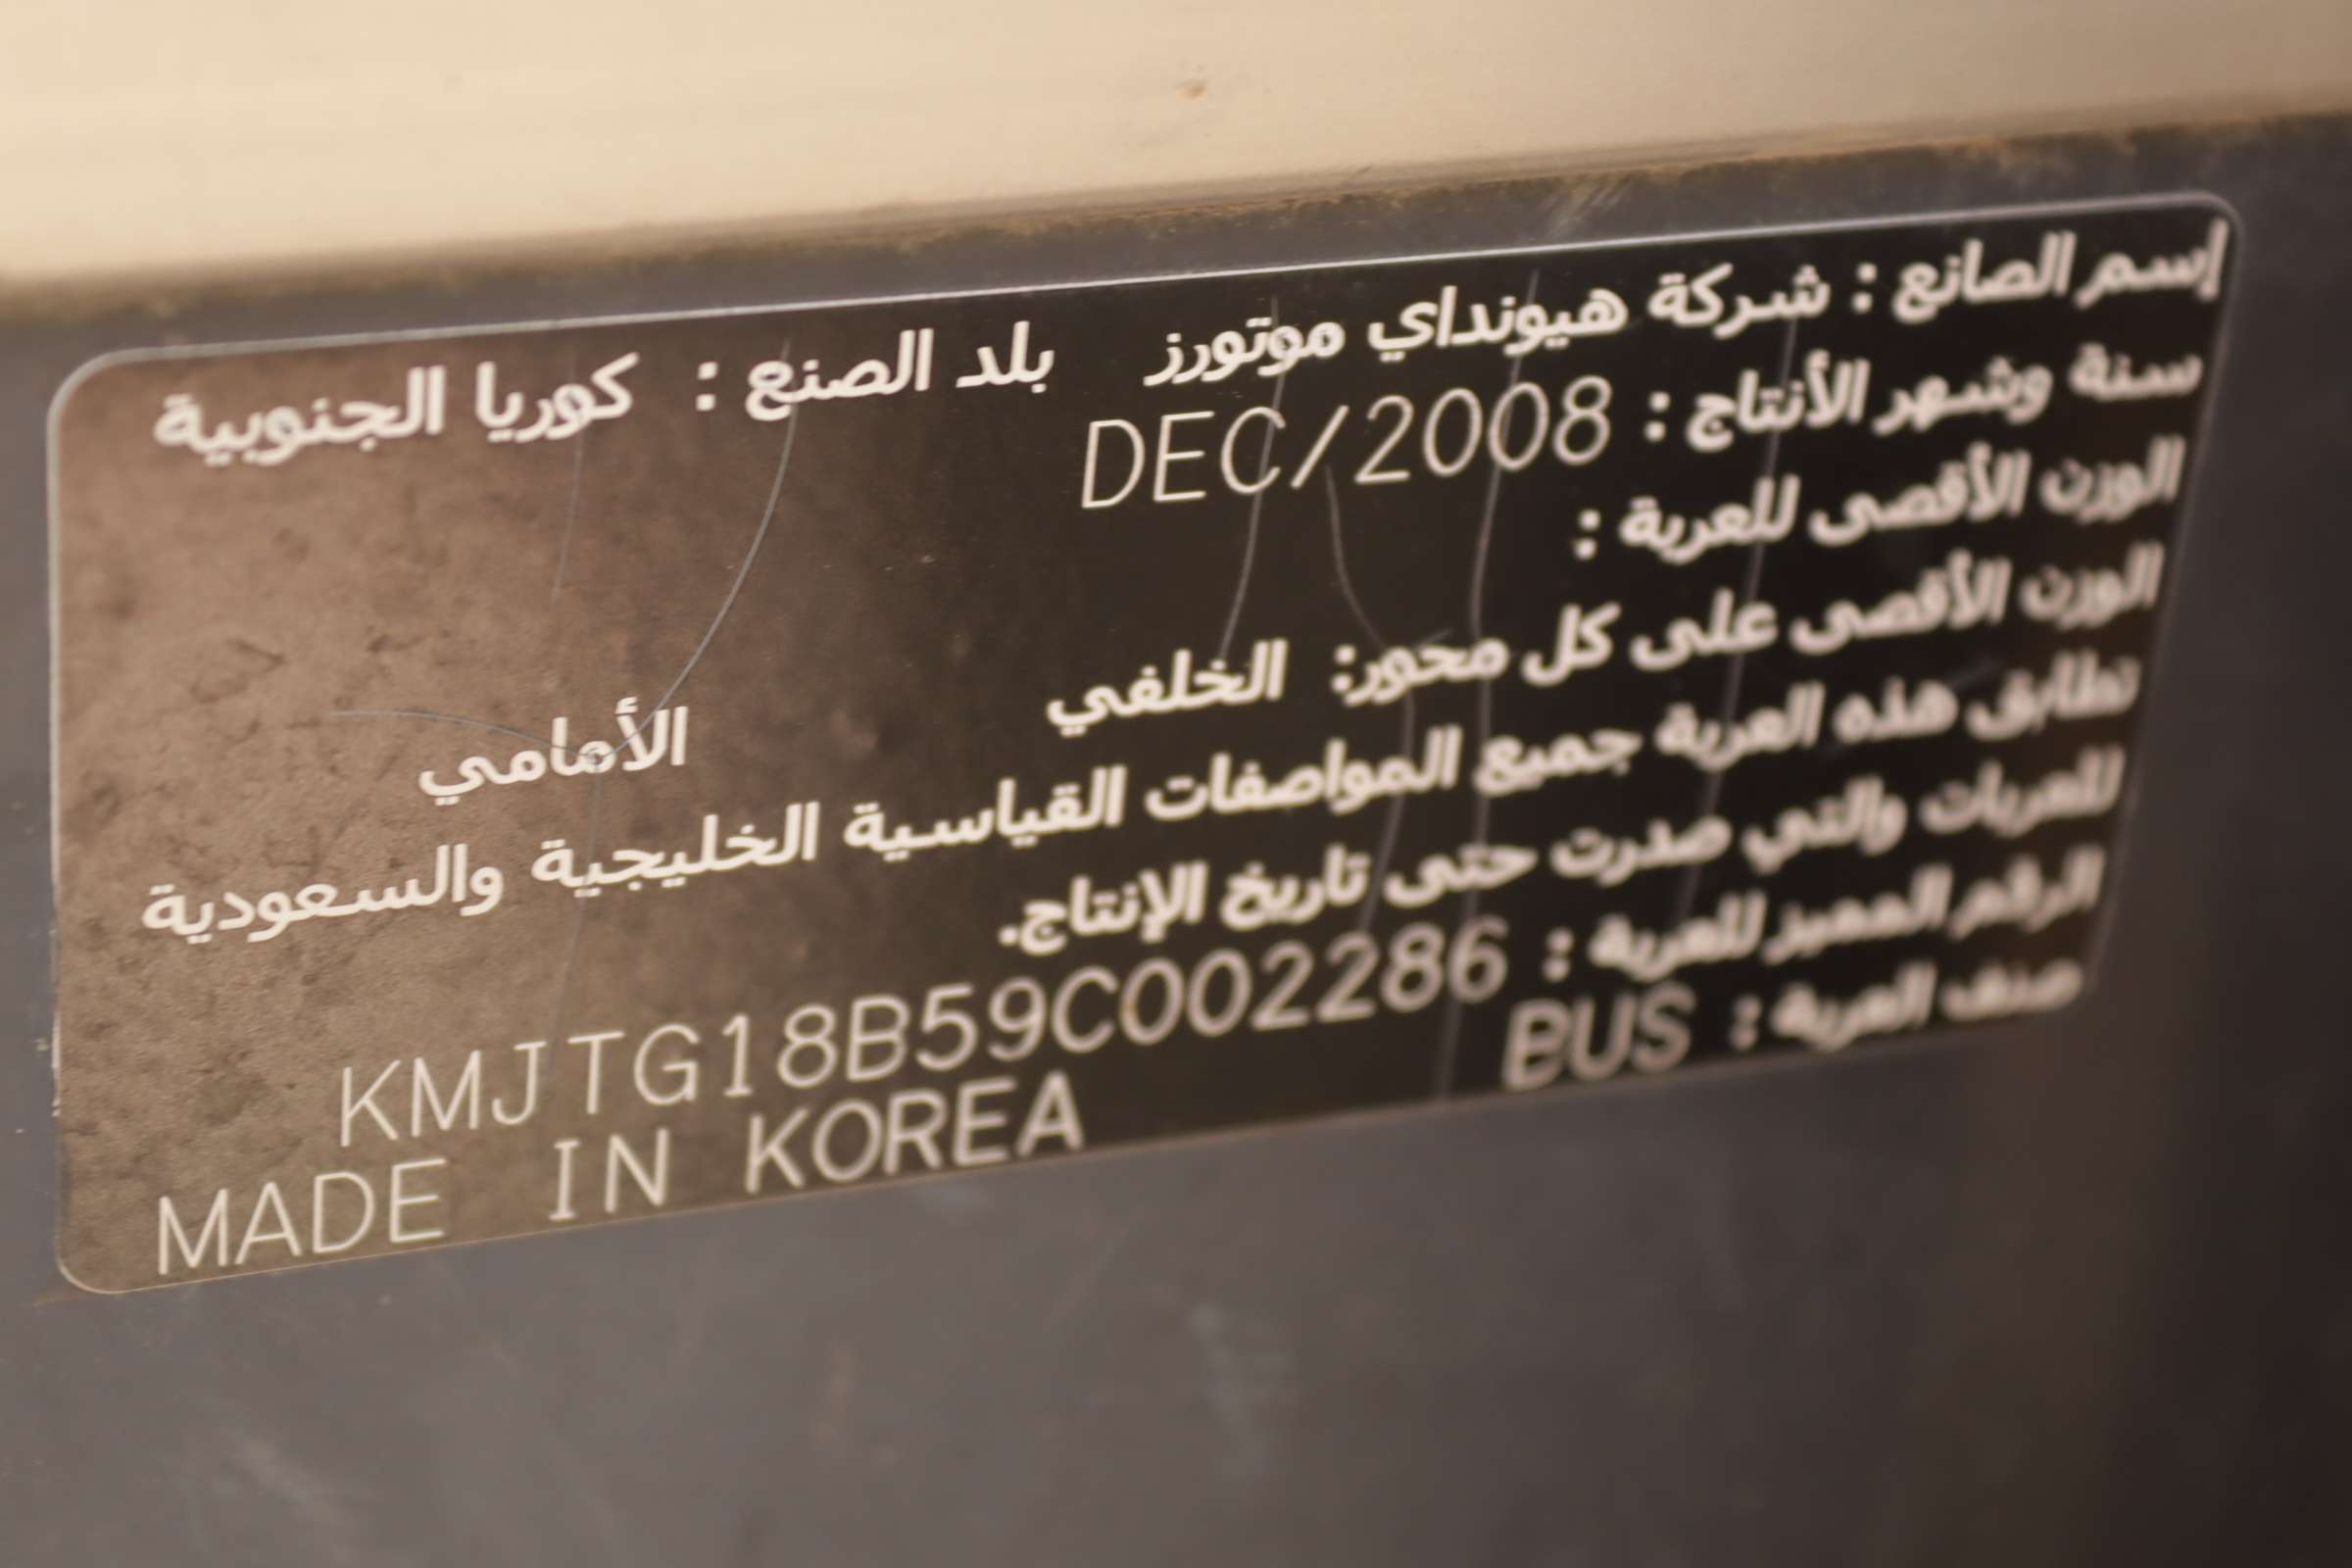 إسم الصانع : شركة هيونداي موتورز بلد الصنع : كوريا الجنوبية
سنة وشهر الأنتاج : DEC/2008
الوزن الأقصى للعربة :
الوزن الأقصى على كل محور: الخلفي الأمامي
تطابق هذه العربة جميع المواصفات القياسية الخليجية والسعودية
للعربات والتي صدرت حتى تاريخ الإنتاج.
الرقم المميز للعربة : KMJTG18B59C002286
صنف العربة : BUS MADE IN KOREA